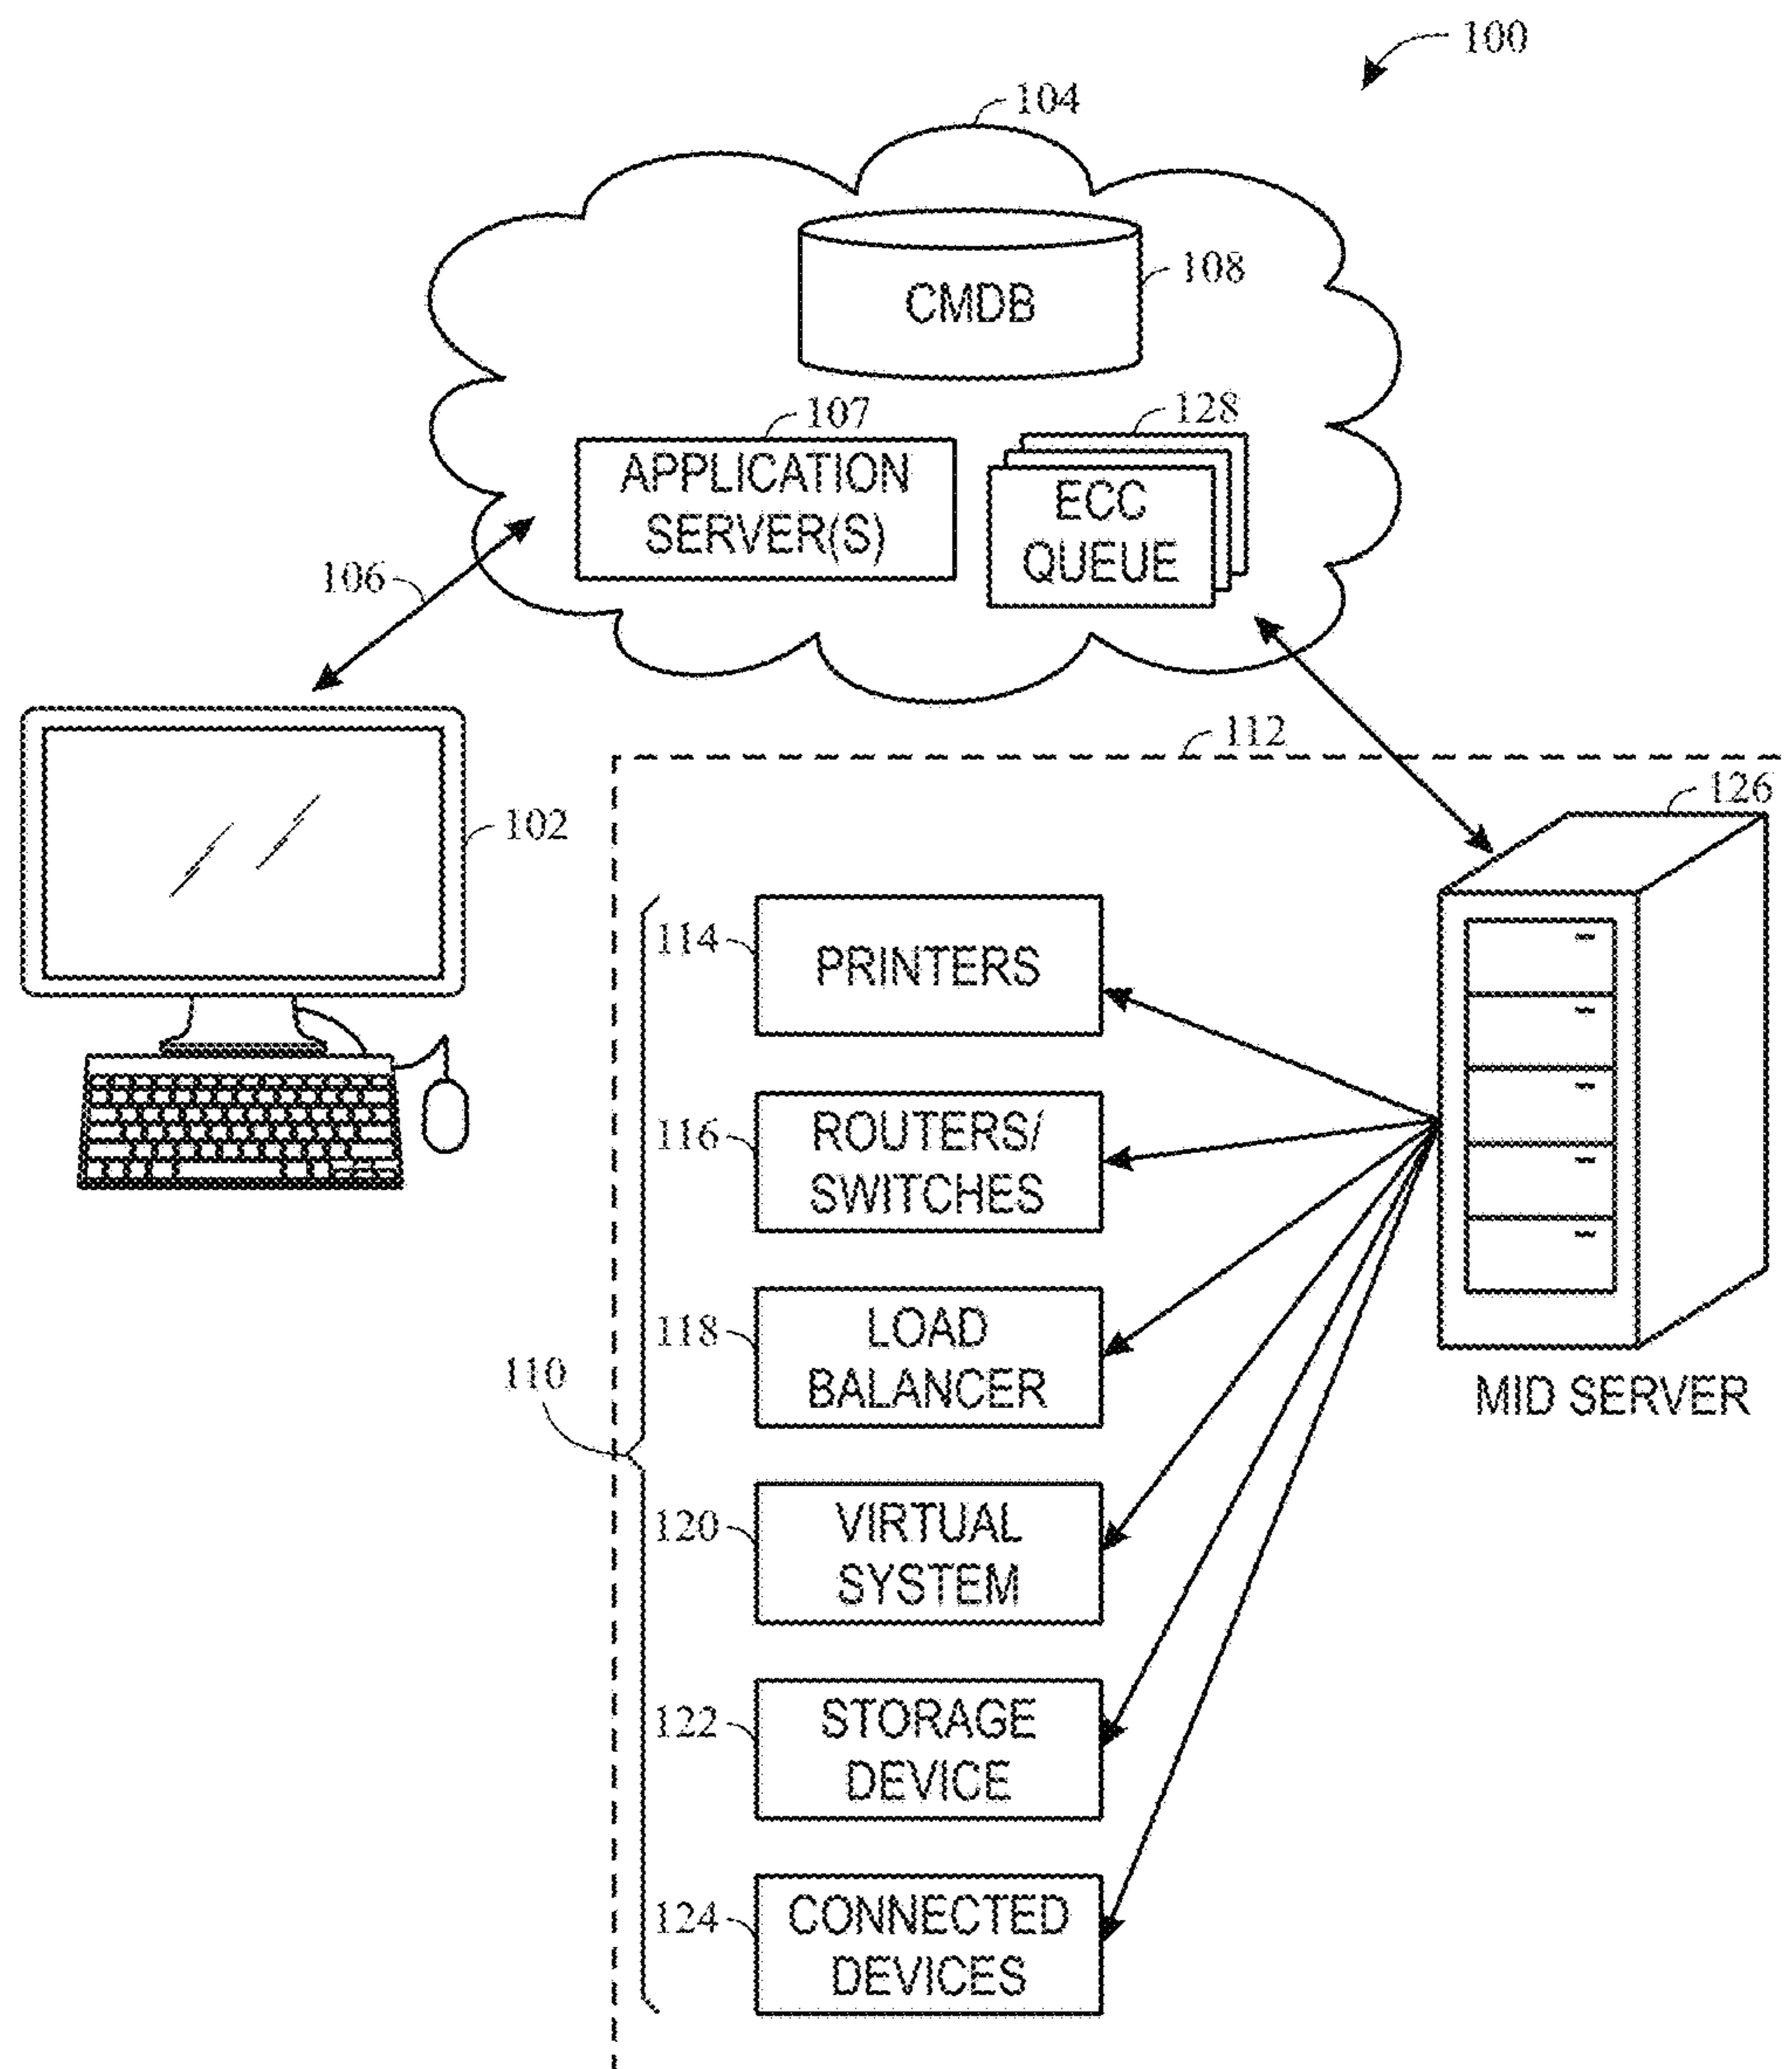 100
104
CMDB
108
107
128
APPLICATION
SERVER(S)
ECC
QUEUE
106
112
126
102
114
PRINTERS
116
ROUTERS/
SWITCHES
118
LOAD
BALANCER
MID SERVER
110
120
VIRTUAL
SYSTEM
122
STORAGE
DEVICE
124
CONNECTED
DEVICES